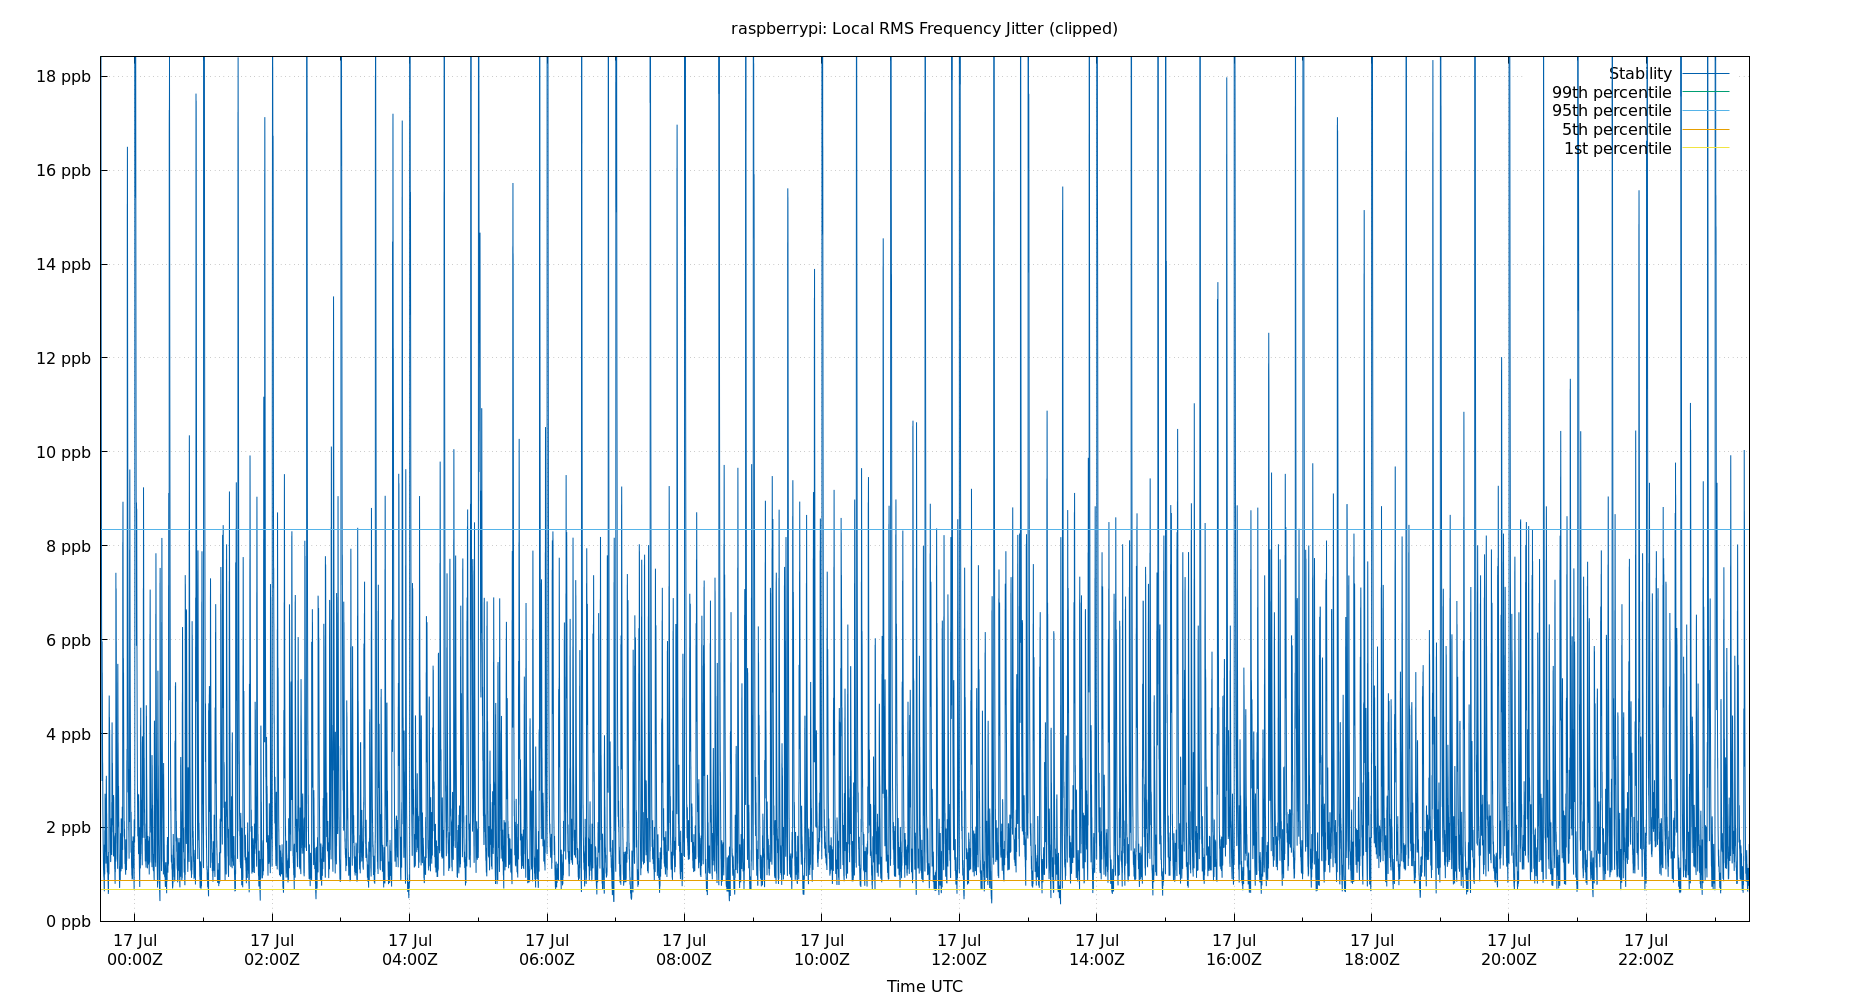 raspberrypi: Local RMS Frequency Jitter (clipped)
18 ppb
16 ppb
14 ppb
12 ppb
10 ppb
8 ppb
6 ppb
4 ppb
2 ppb
0 ppb
Stability
99th percentile
95th percentile
5th percentile
1st percentile
17 Jul 17 Jul 17 Jul 17 Jul 17 Jul 17 Jul 17 Jul 17 Jul 17 Jul 17 Jul 17 Jul 17 Jul
00:00Z 02:00Z 04:00Z 06:00Z 08:00Z 10:00Z 12:00Z 14:00Z 16:00Z 18:00Z 20:00Z 22:00Z
Time UTC